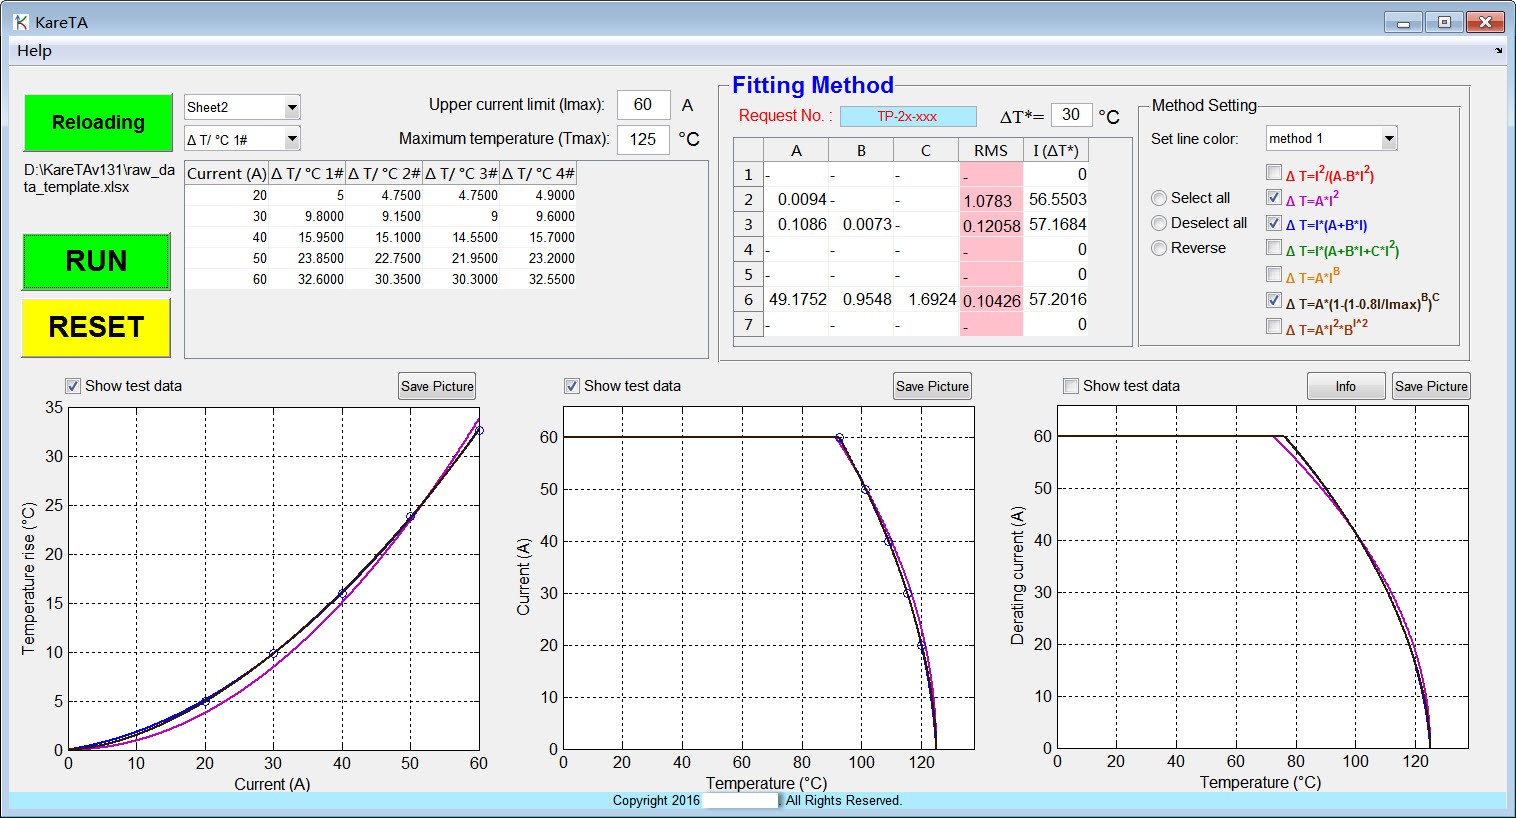 KareTA
Help
Reloading
Sheet2
Δ T/ °C 1#
Upper current limit (Imax): 60 A
Maximum temperature (Tmax): 125 °C
D:\KareTAv131\raw_da
ta_template.xlsx
Current (A) Δ T/ °C 1# Δ T/ °C 2# Δ T/ °C 3# Δ T/ °C 4#
20 5 4.7500 4.7500 4.9000
30 9.8000 9.1500 9 9.6000
40 15.9500 15.1000 14.5500 15.7000
50 23.8500 22.7500 21.9500 23.2000
60 32.6000 30.3500 30.3000 32.5500
RUN
RESET
Fitting Method
Request No. : TP-2x-xxx ΔT*= 30 °C
A B C RMS I (ΔT*)
1 - - 0
2 0.0094 - - 1.0783 56.5503
3 0.1086 0.0073 - 0.12058 57.1684
4 - - 0
5 - - 0
6 49.1752 0.9548 1.6924 0.10426 57.2016
7 - - 0
Method Setting
Set line color: method 1
Select all
Deselect all
Reverse
Δ T=I²/(A-B*I²)
Δ T=A*I²
Δ T=I*(A+B*I)
Δ T=I*(A+B*I+C*I²)
Δ T=A*I^B
Δ T=A*(1-(1-0.8I/Imax)^B)^C
Δ T=A*I²*B^I^2
Show test data Save Picture
35
30
25
20
15
10
5
0
Temperature rise (°C)
0 10 20 30 40 50 60
Current (A)
Show test data Save Picture
60
50
40
30
20
10
0
Current (A)
0 20 40 60 80 100 120
Temperature (°C)
Show test data Info Save Picture
60
50
40
30
20
10
0
Derating current (A)
0 20 40 60 80 100 120
Temperature (°C)
Copyright 2016 . All Rights Reserved.